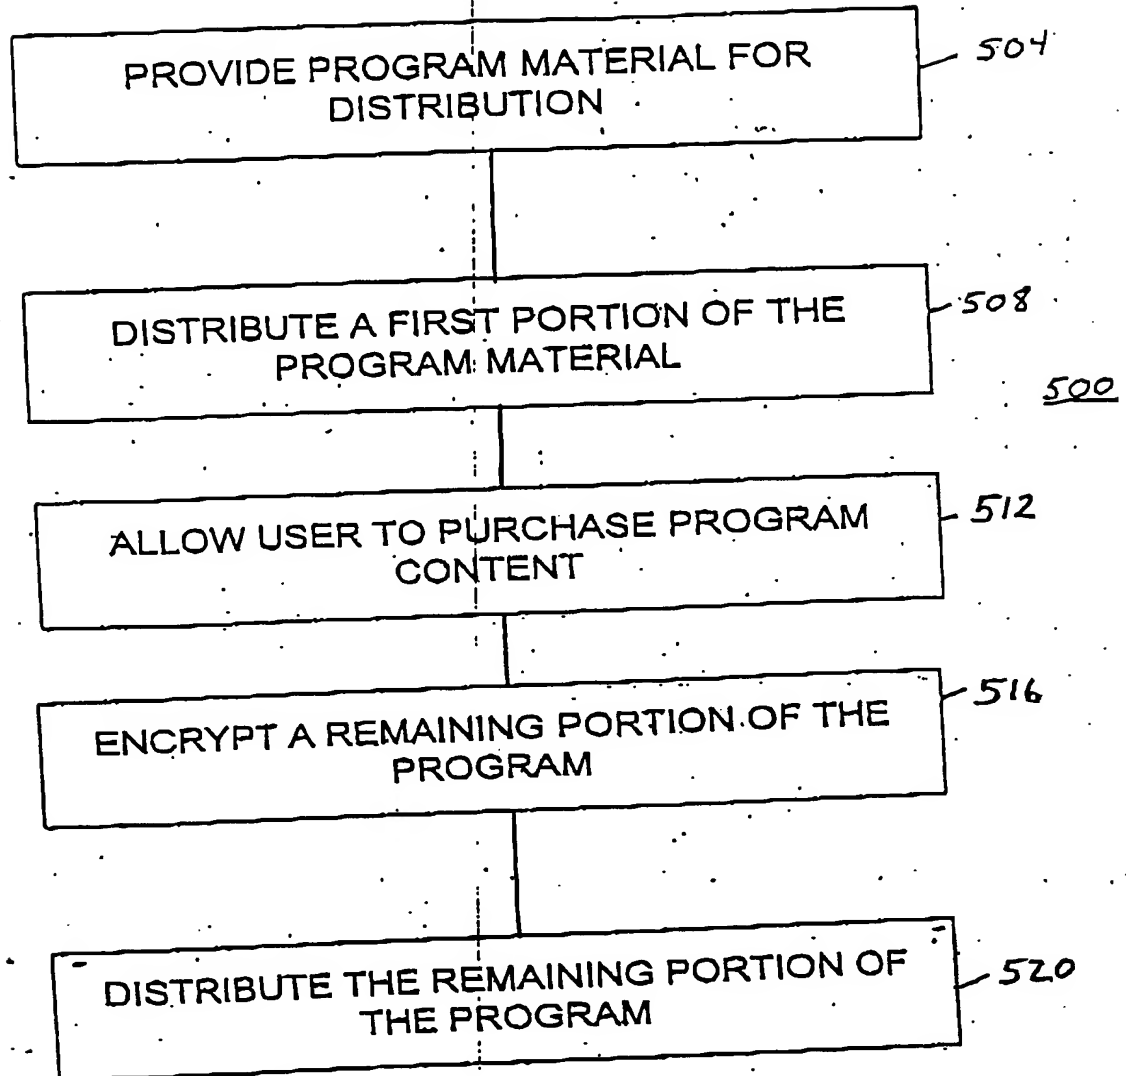 PROVIDE PROGRAM MATERIAL FOR
DISTRIBUTION
504
DISTRIBUTE A FIRST PORTION OF THE
PROGRAM MATERIAL
508
500
ALLOW USER TO PURCHASE PROGRAM
CONTENT
512
ENCRYPT A REMAINING PORTION OF THE
PROGRAM
516
DISTRIBUTE THE REMAINING PORTION OF
THE PROGRAM
520